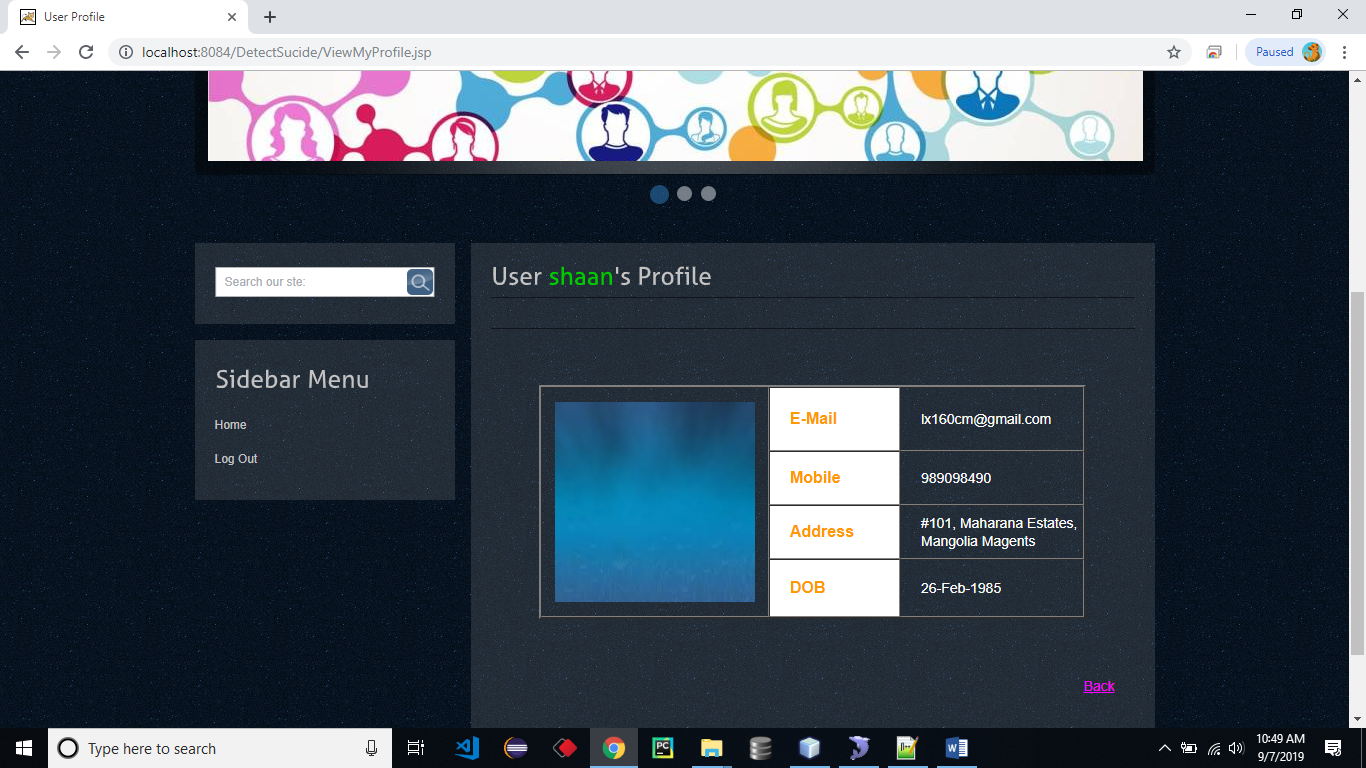 User Profile
localhost:8084/DetectSucide/ViewMyProfile.jsp
Paused
Search our ste:
Sidebar Menu
Home
Log Out
User shaan's Profile
E-Mail lx160cm@gmail.com
Mobile 989098490
Address #101, Maharana Estates,
Mangolia Magents
DOB 26-Feb-1985
Back
Type here to search
PC
10:49 AM
9/7/2019